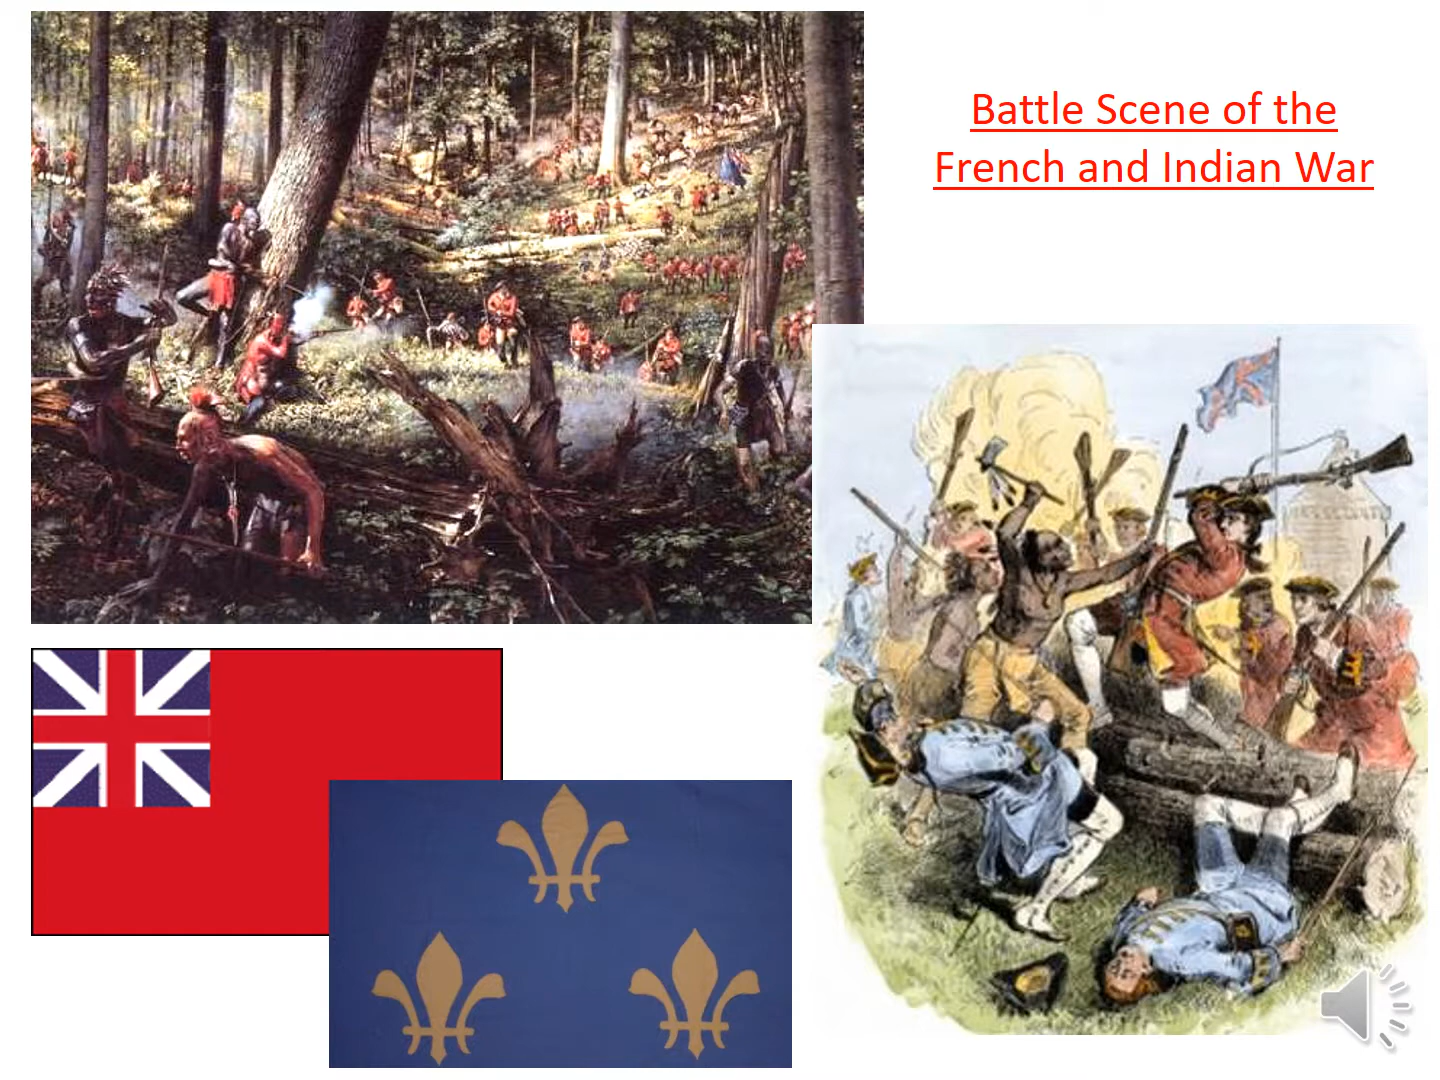 Battle Scene of the
French and Indian War